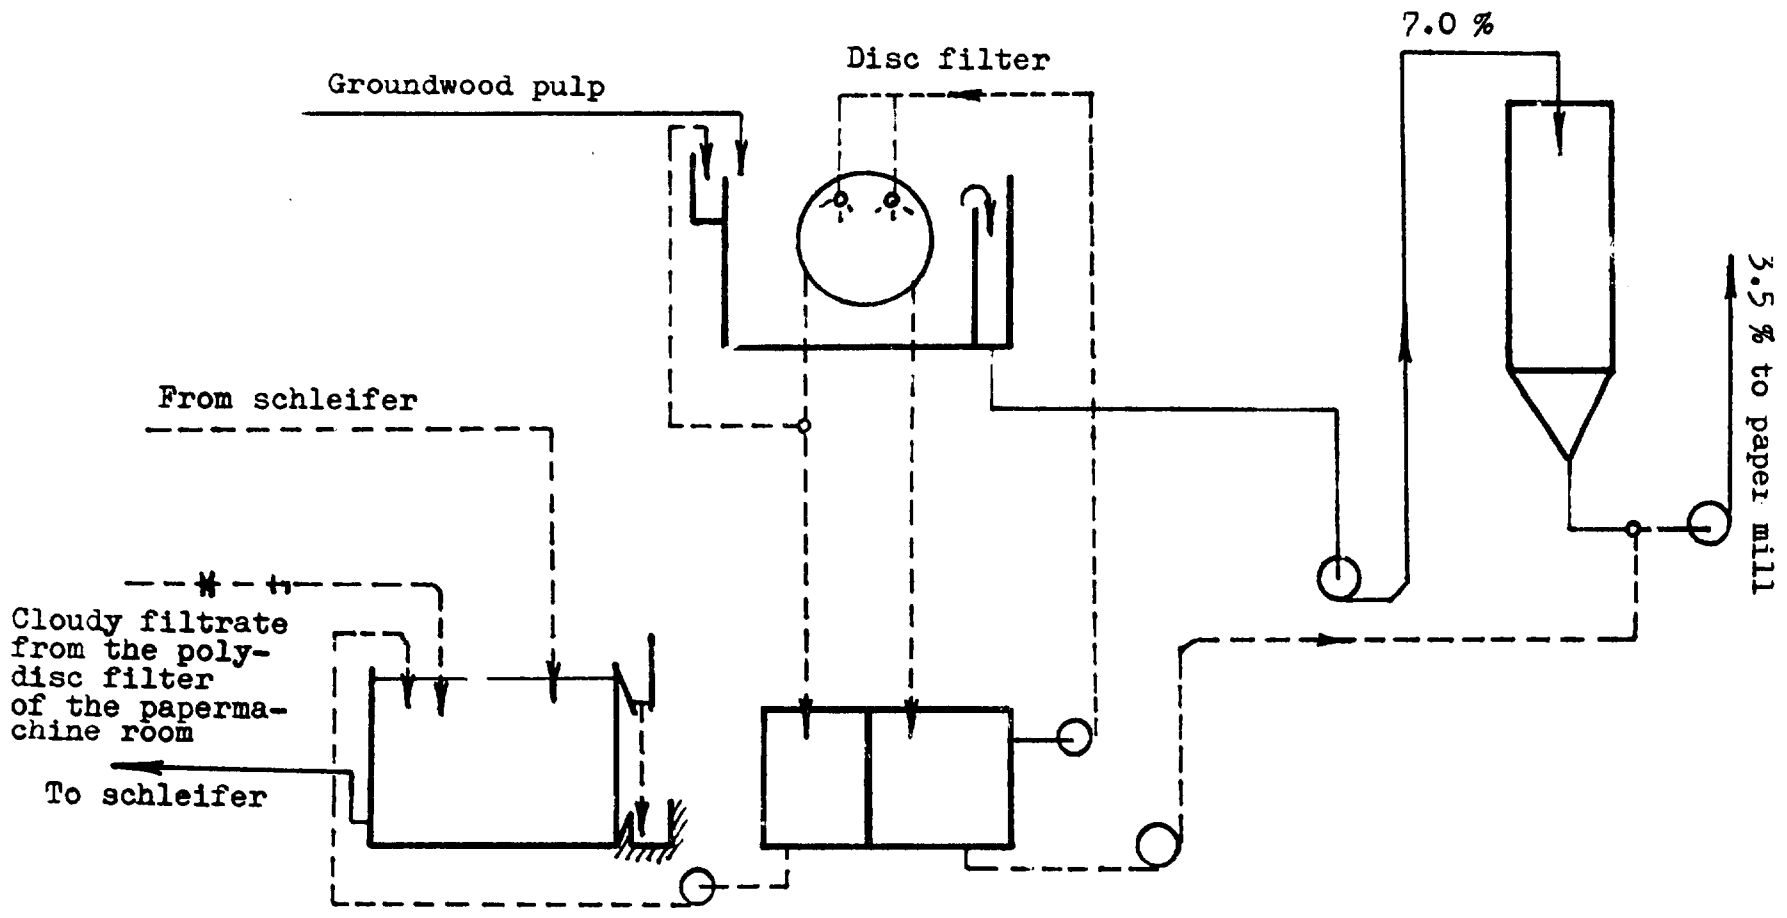 7.0 %
Disc filter
Groundwood pulp
3.5 % to paper mill
From schleifer
Cloudy filtrate
from the poly-
disc filter
of the paperma-
chine room
To schleifer